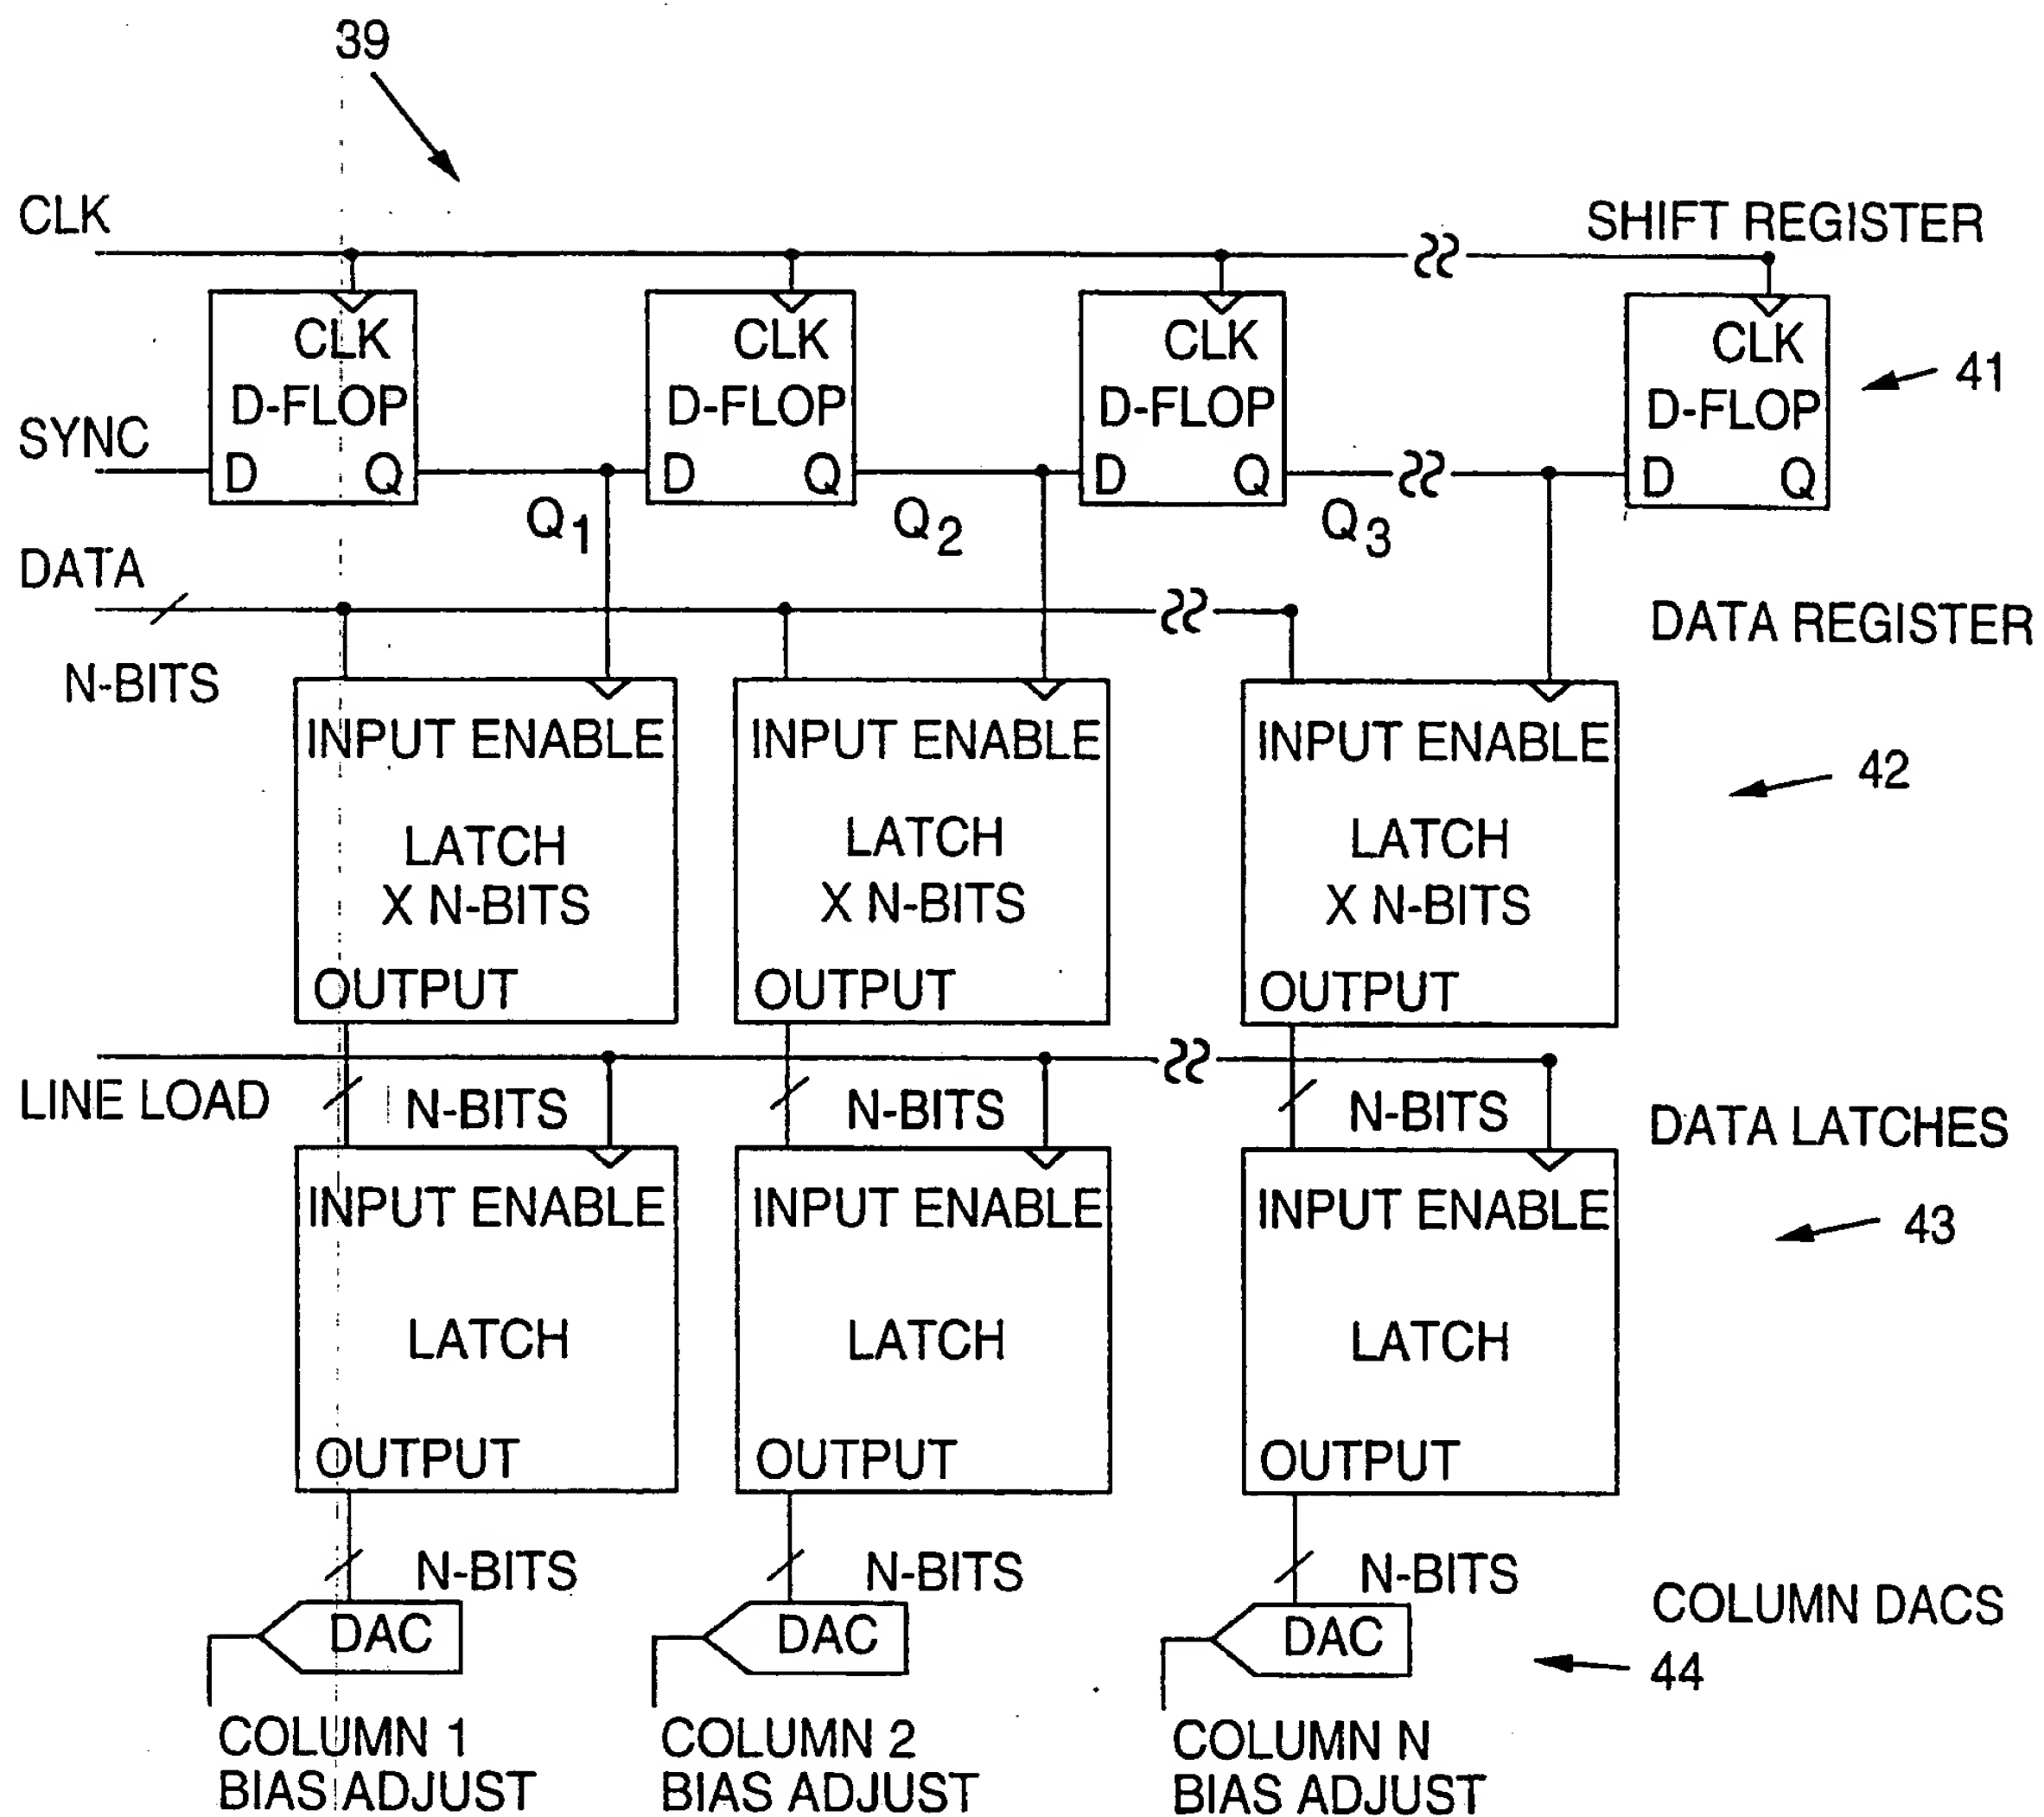 39
CLK
SHIFT REGISTER
CLK
D-FLOP
D Q
CLK
D-FLOP
D Q
CLK
D-FLOP
D Q
CLK
D-FLOP
D Q
41
SYNC
Q1
Q2
Q3
DATA
N-BITS
DATA REGISTER
INPUT ENABLE
LATCH
X N-BITS
OUTPUT
INPUT ENABLE
LATCH
X N-BITS
OUTPUT
INPUT ENABLE
LATCH
X N-BITS
OUTPUT
42
LINE LOAD
N-BITS
N-BITS
N-BITS
DATA LATCHES
INPUT ENABLE
LATCH
OUTPUT
INPUT ENABLE
LATCH
OUTPUT
INPUT ENABLE
LATCH
OUTPUT
43
N-BITS
N-BITS
N-BITS
DAC
DAC
DAC
COLUMN DACS
44
COLUMN 1
BIAS ADJUST
COLUMN 2
BIAS ADJUST
COLUMN N
BIAS ADJUST